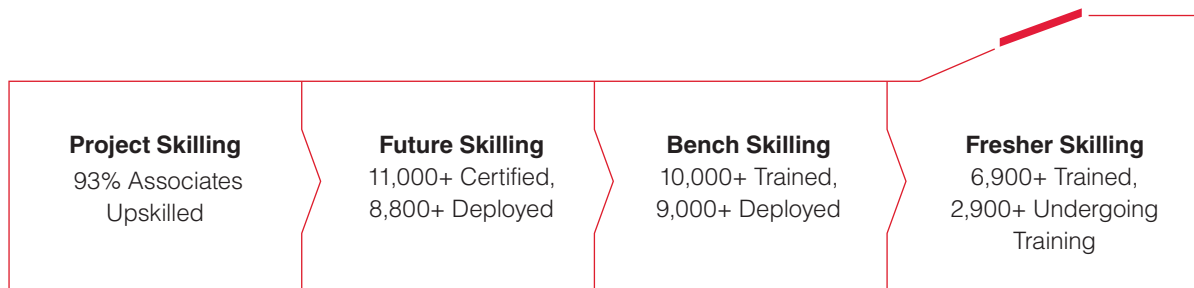 Project Skilling
93% Associates
Upskilled
Future Skilling
11,000+ Certified,
8,800+ Deployed
Bench Skilling
10,000+ Trained,
9,000+ Deployed
Fresher Skilling
6,900+ Trained,
2,900+ Undergoing
Training